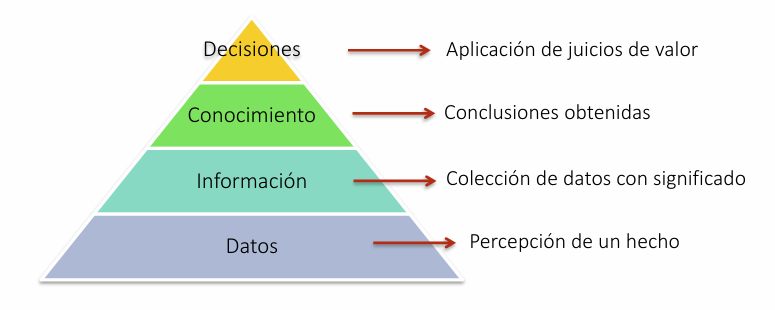 Decisiones
Aplicación de juicios de valor
Conocimiento
Conclusiones obtenidas
Información
Colección de datos con significado
Datos
Percepción de un hecho